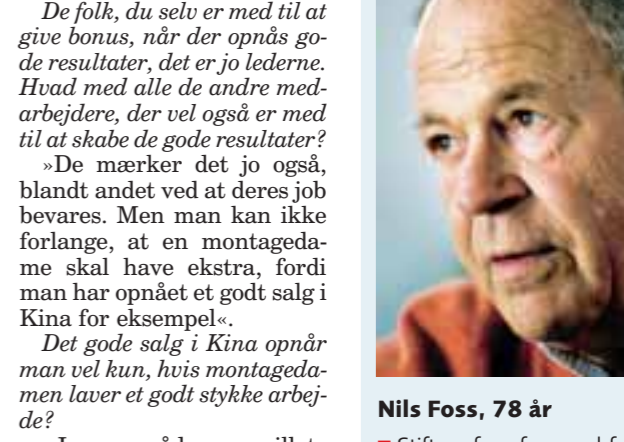 De folk, du selv er med til at
give bonus, når der opnås go-
de resultater, det er jo lederne.
Hvad med alle de andre med-
arbejdere, der vel også er med
til at skabe de gode resultater?
»De mærker det jo også,
blandt andet ved at deres job
bevares. Men man kan ikke
forlange, at en montageda-
me skal have ekstra, fordi
man har opnået et godt salg i
Kina for eksempel«.
Det gode salg i Kina opnår
man vel kun, hvis montageda-
men laver et godt stykke arbej-
de?
Nils Foss, 78 år